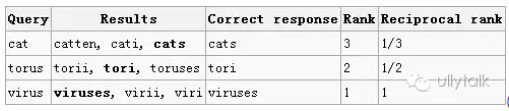 Query Results Correct response Rank Reciprocal rank
cat catten, cati, cats cats 3 1/3
torus torii, tori, toruses tori 2 1/2
virus viruses, virii, viri viruses 1 1
ullytalk